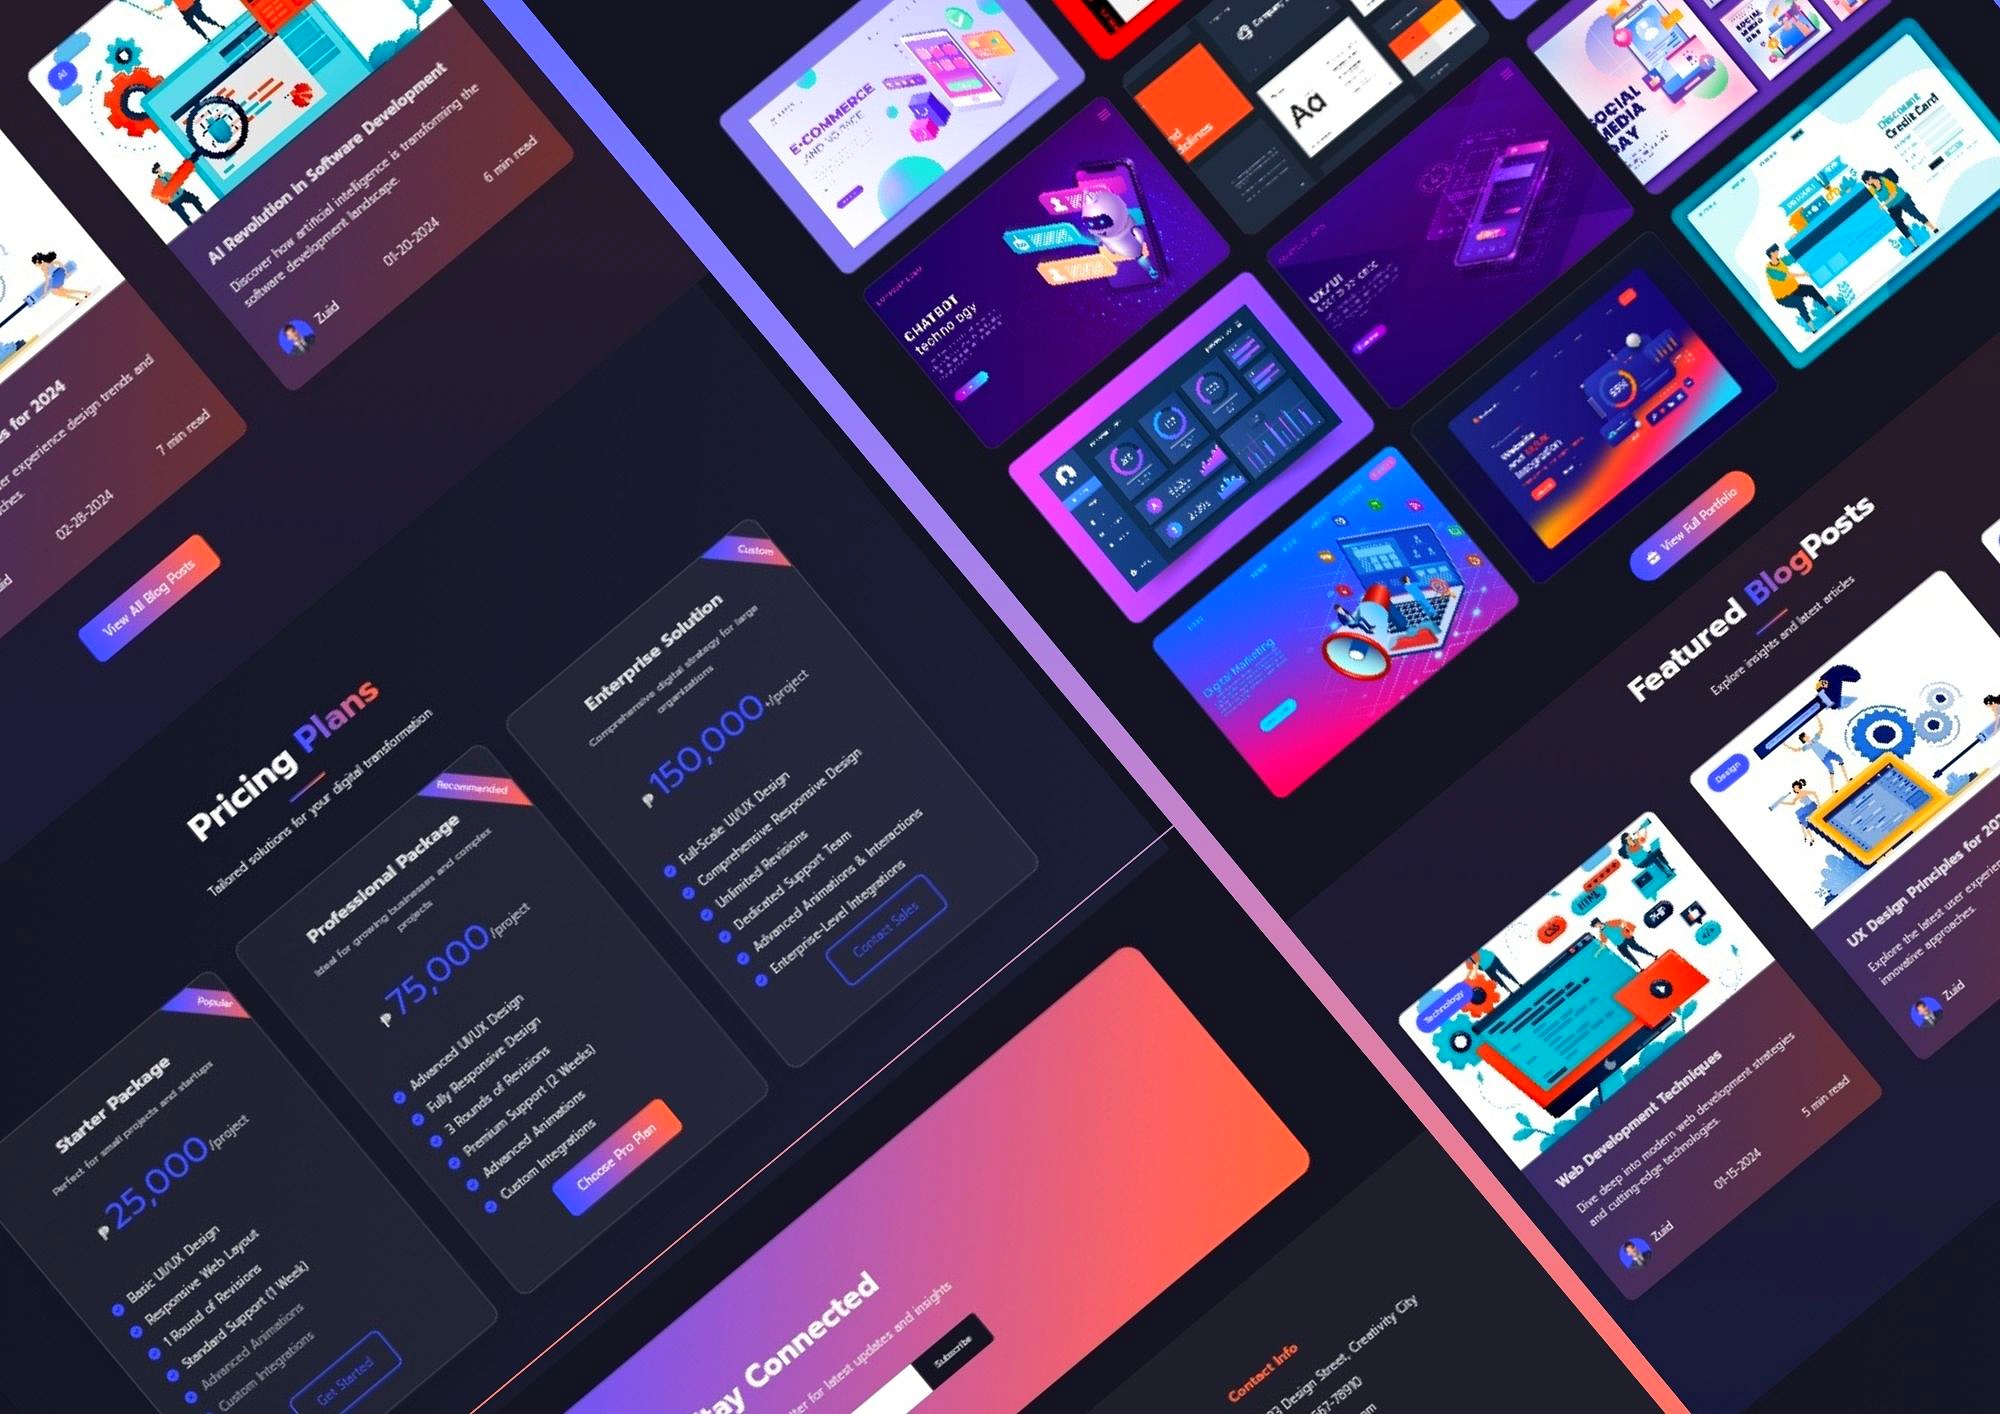 AI
AI Revolution in Software Development
Discover how artificial intelligence is transforming the
software development landscape.
01-20-2024
6 min read
Zuid
for 2024
experience design trends and
02-28-2024
7 min read
View All Blog Posts
Pricing Plans
Tailored solutions for your digital transformation
Popular
Starter Package
Perfect for small projects and startups
₱25,000/project
Basic UI/UX Design
Responsive Web Layout
1 Round of Revisions
Standard Support (1 Week)
Advanced Animations
Custom Integrations
Get Started
Recommended
Professional Package
Ideal for growing businesses and complex
projects
₱75,000/project
Advanced UI/UX Design
Fully Responsive Design
3 Rounds of Revisions
Premium Support (2 Weeks)
Advanced Animations
Custom Integrations
Choose Pro Plan
Custom
Enterprise Solution
Comprehensive digital strategy for large
organizations
₱150,000+/project
Full-Scale UI/UX Design
Comprehensive Responsive Design
Unlimited Revisions
Dedicated Support Team
Advanced Animations & Interactions
Enterprise-Level Integrations
Contact Sales
Connected
for latest updates and insights
Subscribe
Contact Info
Design Street, Creativity City
567-78910
E-COMMERCE
Aa
SOCIAL
MEDIA
DAY
Discount
Credit Card
CHATBOT
technology
UX/UI
Website
and UI/UX
Integration
Digital Marketing
View Full Portfolio
Featured BlogPosts
Explore insights and latest articles
Technology
CSS
HTML
PHP
Web Development Techniques
Dive deep into modern web development strategies
and cutting-edge technologies.
01-15-2024
5 min read
Zuid
Design
UX Design Principles for 202
Explore the latest user experien
innovative approaches.
Zuid